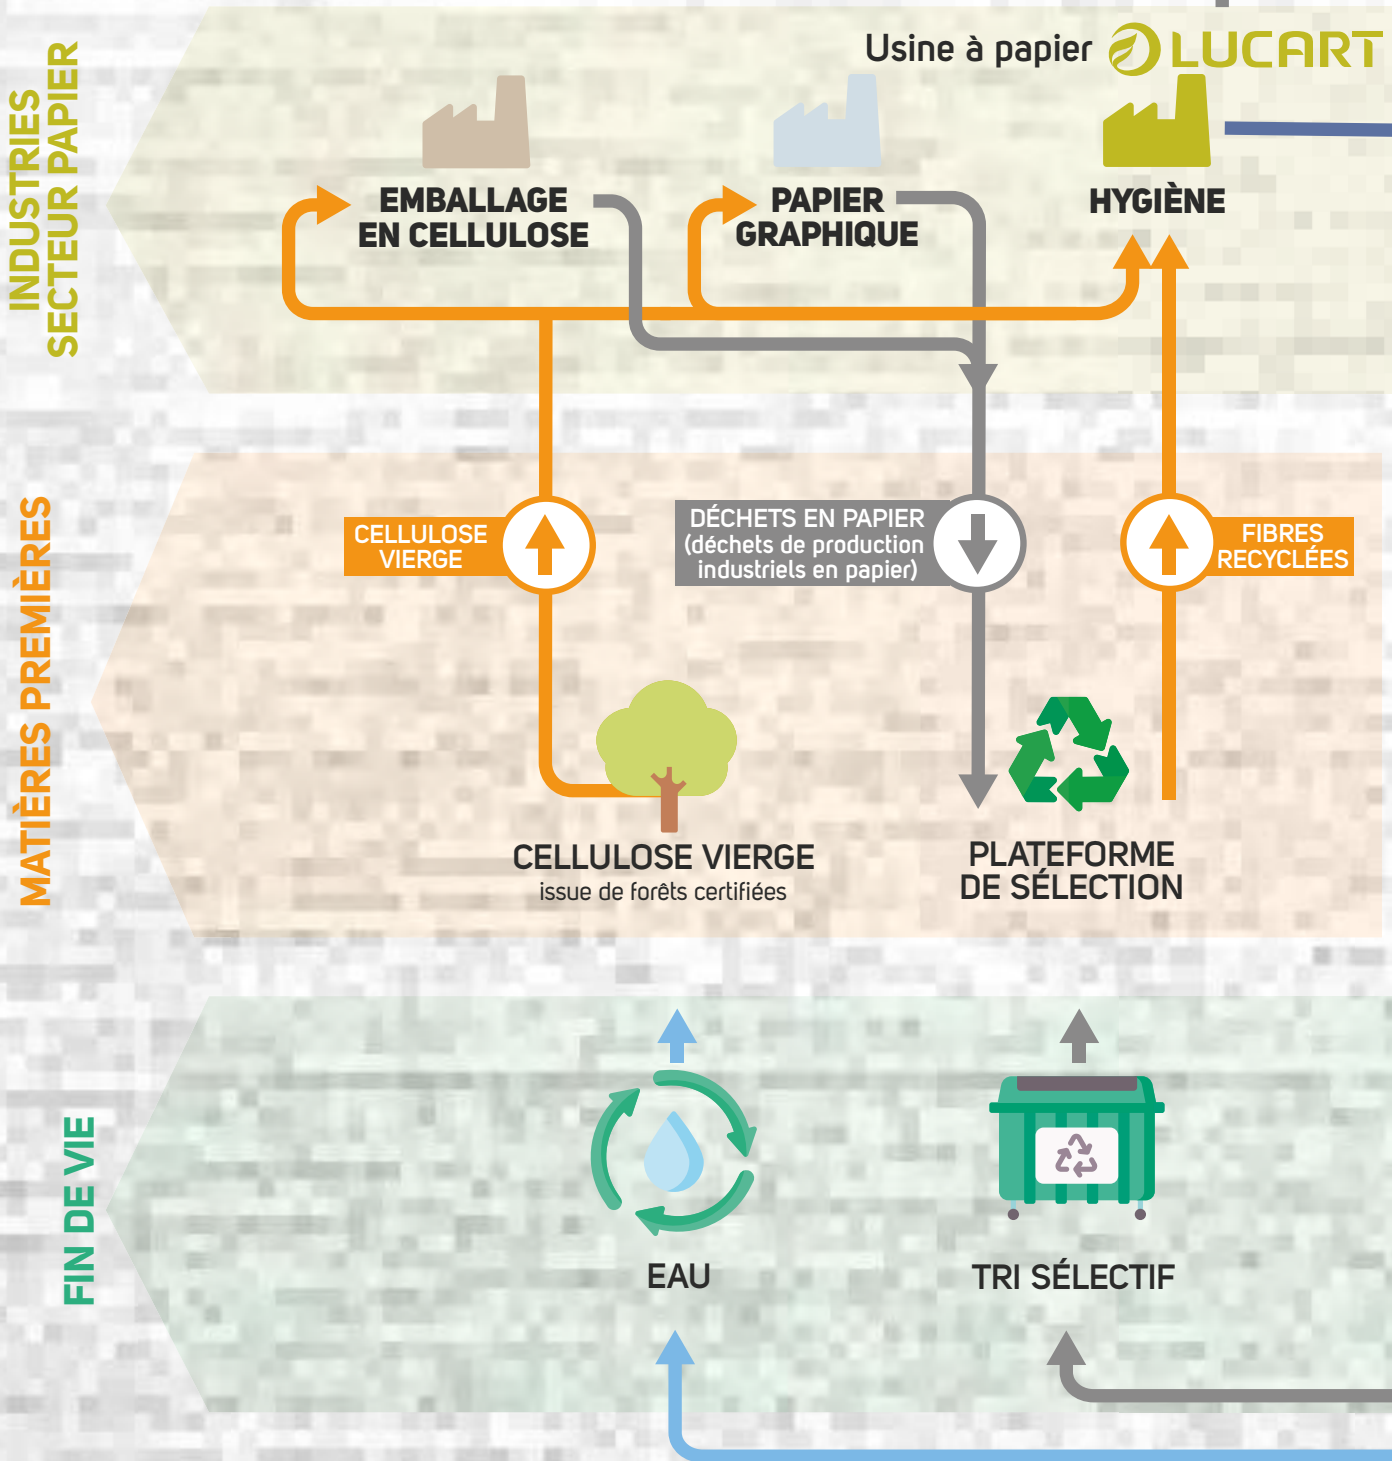 INDUSTRIES
SECTEUR PAPIER
Usine à papier LUCART
EMBALLAGE
EN CELLULOSE
PAPIER
GRAPHIQUE
HYGIÈNE
MATIÈRES PREMIÈRES
CELLULOSE
VIERGE
DÉCHETS EN PAPIER
(déchets de production
industriels en papier)
FIBRES
RECYCLÉES
CELLULOSE VIERGE
issue de forêts certifiées
PLATEFORME
DE SÉLECTION
FIN DE VIE
EAU
TRI SÉLECTIF